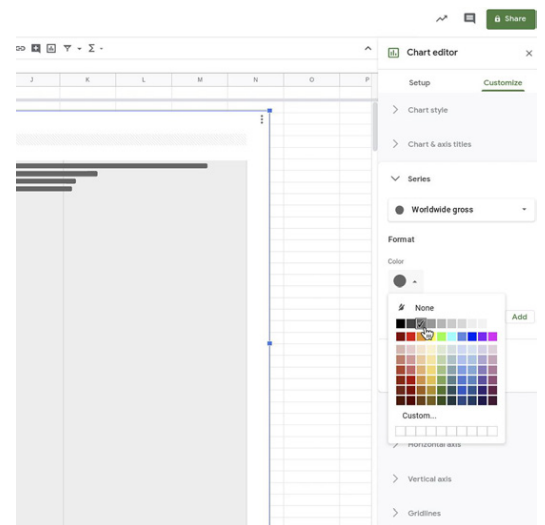 Share
Chart editor
J K L M N O P
Setup Customize
Chart style
Chart & axis titles
Series
Worldwide gross
Format
Color
None
Add
Custom...
Horizontal axis
Vertical axis
Gridlines